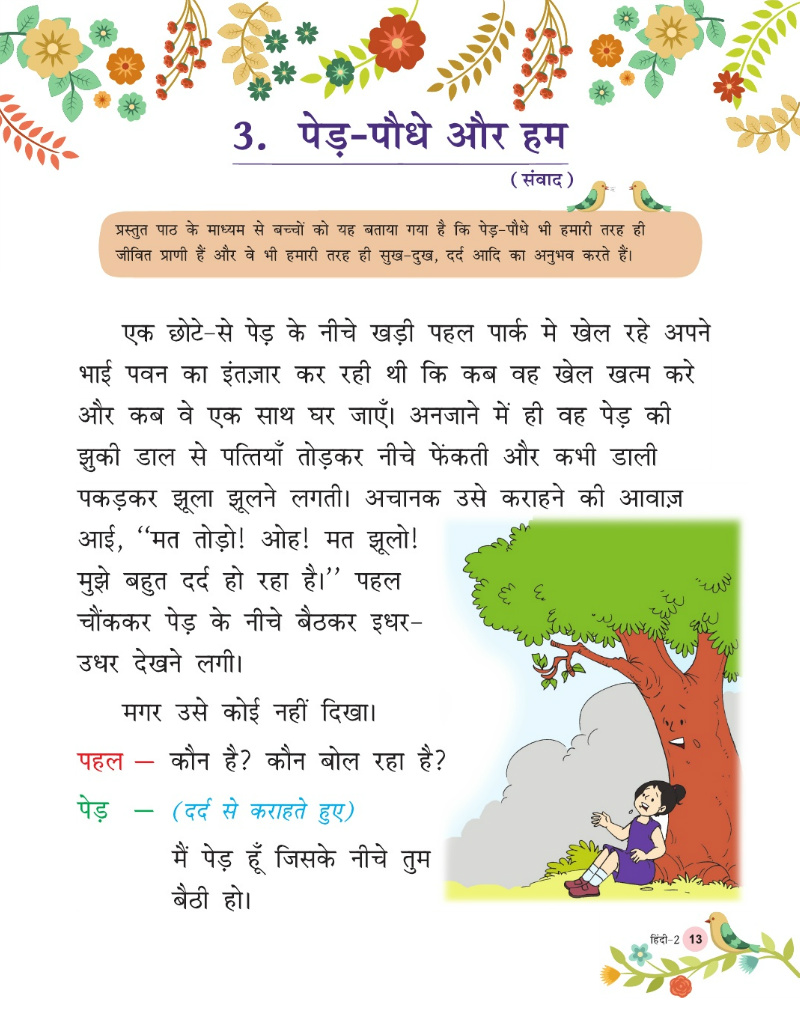 3. पेड़-पौधे और हम
(संवाद)
प्रस्तुत पाठ के माध्यम से बच्चों को यह बताया गया है कि पेड़-पौधे भी हमारी तरह ही
जीवित प्राणी हैं और वे भी हमारी तरह ही सुख-दुख, दर्द आदि का अनुभव करते हैं।
एक छोटे-से पेड़ के नीचे खड़ी पहल पार्क मे खेल रहे अपने
भाई पवन का इंतज़ार कर रही थी कि कब वह खेल खत्म करे
और कब वे एक साथ घर जाएँ। अनजाने में ही वह पेड़ की
झुकी डाल से पत्तियाँ तोड़कर नीचे फेंकती और कभी डाली
पकड़कर झूला झूलने लगती। अचानक उसे कराहने की आवाज़
आई, “मत तोड़ो! ओह! मत झूलो!
मुझे बहुत दर्द हो रहा है।” पहल
चौंककर पेड़ के नीचे बैठकर इधर-
उधर देखने लगी।
मगर उसे कोई नहीं दिखा।
पहल – कौन है? कौन बोल रहा है?
पेड़ – (दर्द से कराहते हुए)
मैं पेड़ हूँ जिसके नीचे तुम
बैठी हो।
हिंदी-2 13